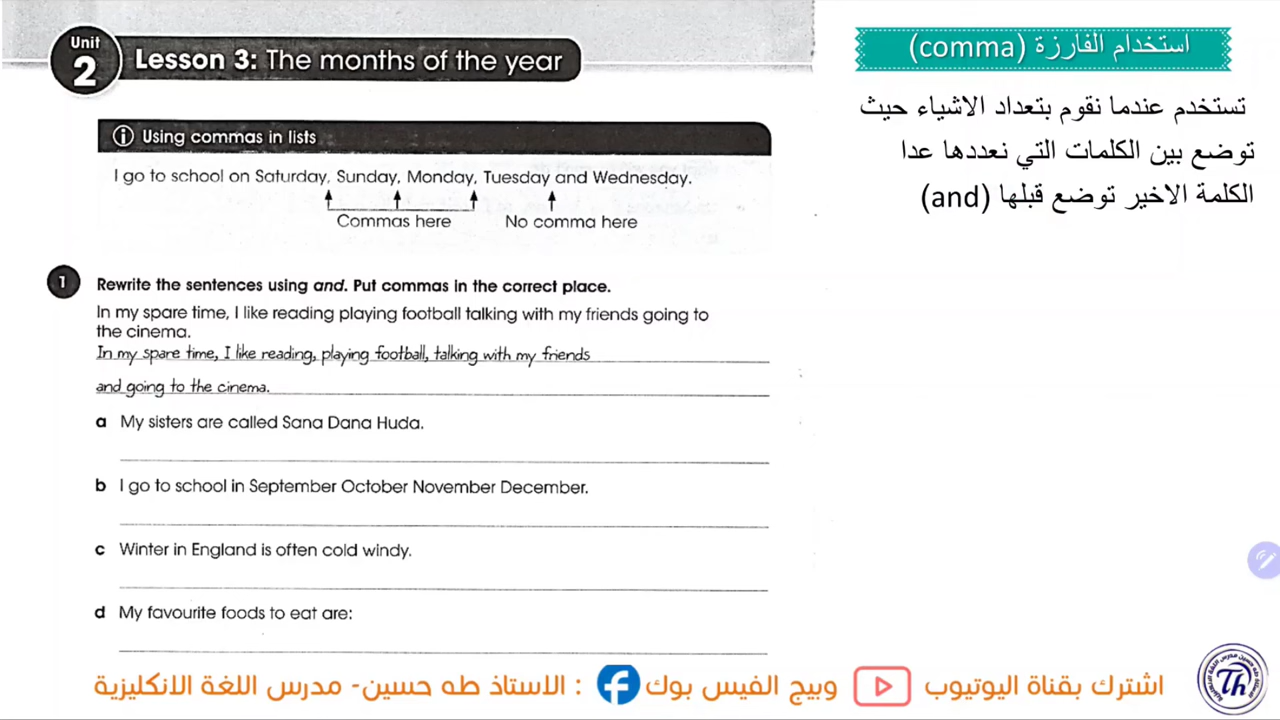 Unit
2
Lesson 3: The months of the year
استخدام الفارزة (comma)
تستخدم عندما نقوم بتعداد الاشياء حيث
توضع بين الكلمات التي نعددها عدا
الكلمة الاخير توضع قبلها (and)
i Using commas in lists
I go to school on Saturday, Sunday, Monday, Tuesday and Wednesday.
Commas here No comma here
1 Rewrite the sentences using and. Put commas in the correct place.
In my spare time, I like reading playing football talking with my friends going to
the cinema.
In my spare time, I like reading, playing football, talking with my friends
and going to the cinema.
a My sisters are called Sana Dana Huda.
b I go to school in September October November December.
c Winter in England is often cold windy.
d My favourite foods to eat are:
اشترك بقناة اليوتيوب وبيج الفيس بوك : الاستاذ طه حسين- مدرس اللغة الانكليزية
Th